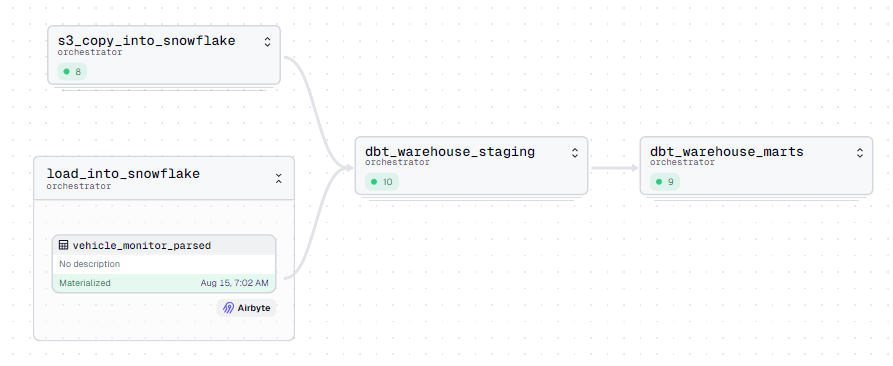 s3_copy_into_snowflake
orchestrator
8
load_into_snowflake
orchestrator
vehicle_monitor_parsed
No description
Materialized Aug 15, 7:02 AM
Airbyte
dbt_warehouse_staging
orchestrator
10
dbt_warehouse_marts
orchestrator
9